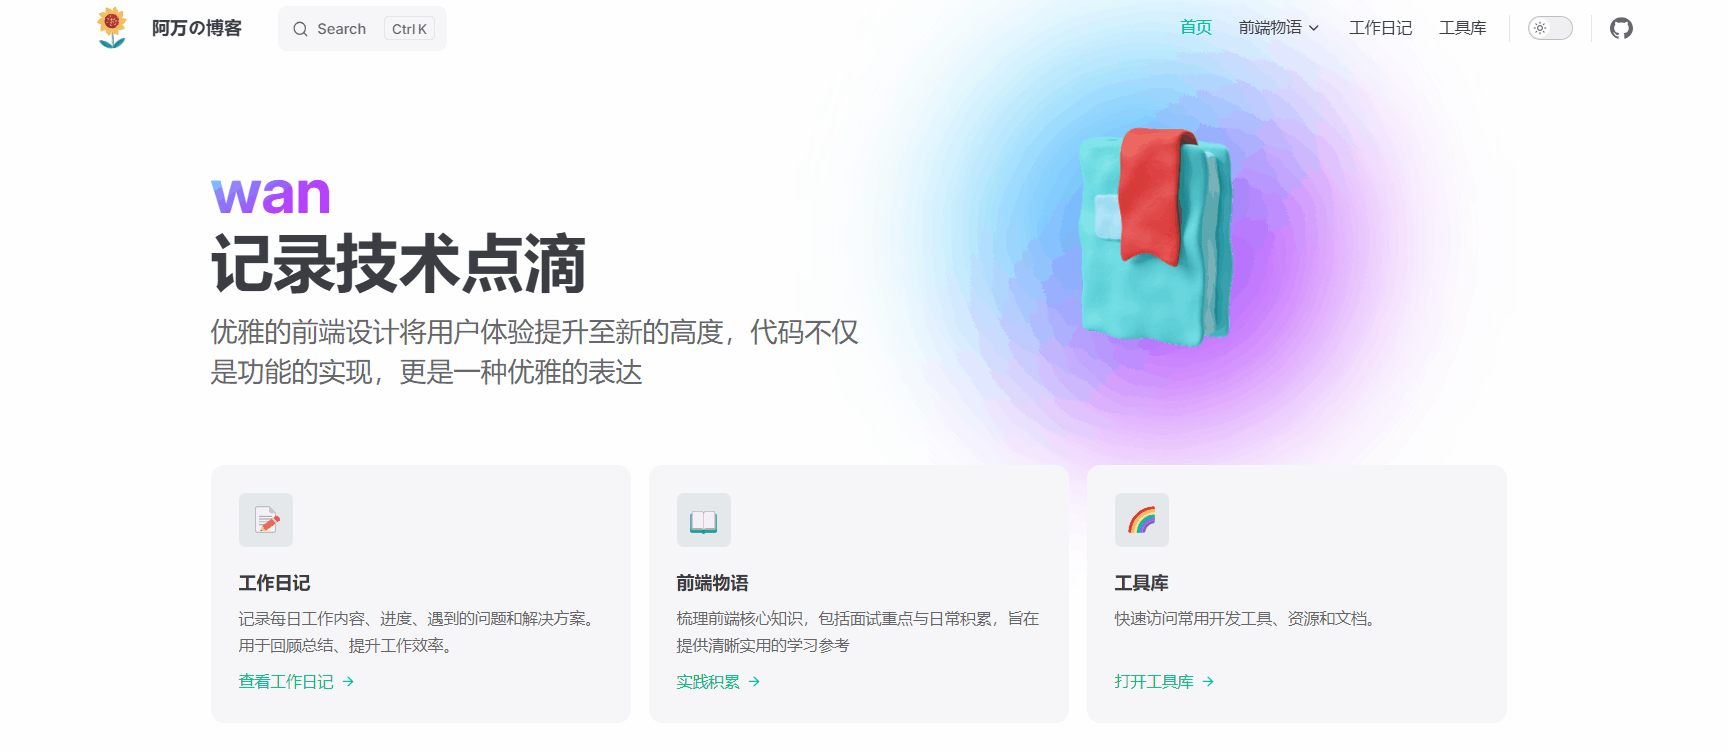 阿万の博客
Search
Ctrl K
首页
前端物语
工作日记
工具库
wan
记录技术点滴
优雅的前端设计将用户体验提升至新的高度，代码不仅
是功能的实现，更是一种优雅的表达
工作日记
记录每日工作内容、进度、遇到的问题和解决方案。
用于回顾总结、提升工作效率。
查看工作日记 →
前端物语
梳理前端核心知识，包括面试重点与日常积累，旨在
提供清晰实用的学习参考
实践积累 →
工具库
快速访问常用开发工具、资源和文档。
打开工具库 →